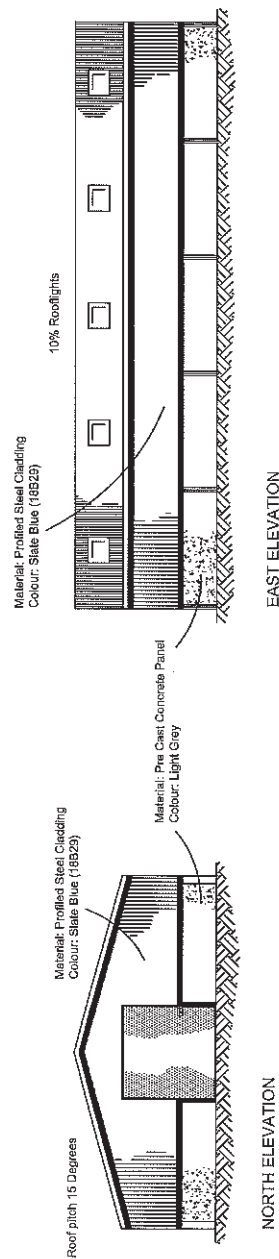 Roof pitch 15 Degrees
Material: Profiled Steel Cladding
Colour: Slate Blue (18B29)
Material: Pre Cast Concrete Panel
Colour: Light Grey
NORTH ELEVATION
Material: Profiled Steel Cladding
Colour: Slate Blue (18B29)
10% Rooflights
EAST ELEVATION